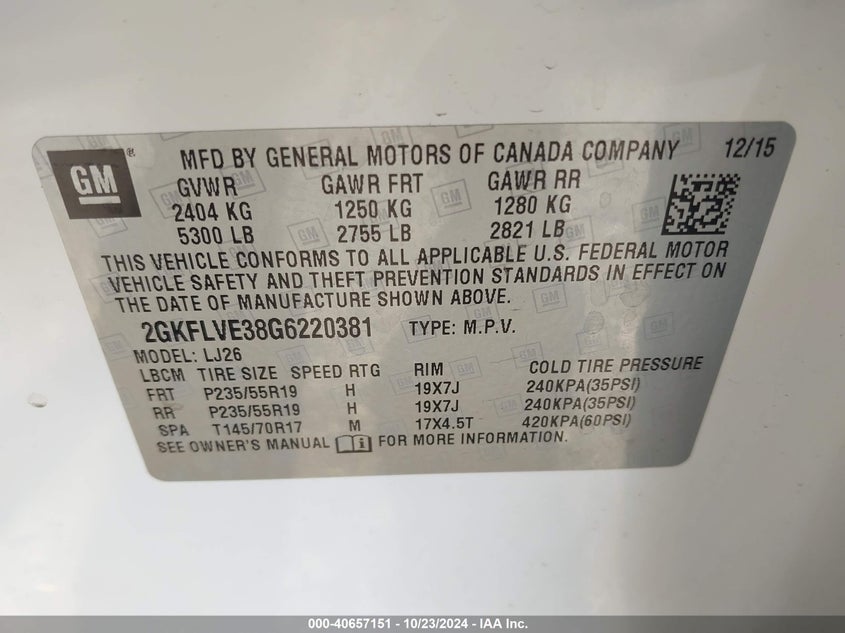 GM ® MFD BY GENERAL MOTORS OF CANADA COMPANY 12/15
GVWR GAWR FRT GAWR RR
2404 KG 1250 KG 1280 KG
5300 LB 2755 LB 2821 LB
THIS VEHICLE CONFORMS TO ALL APPLICABLE U.S. FEDERAL MOTOR
VEHICLE SAFETY AND THEFT PREVENTION STANDARDS IN EFFECT ON
THE DATE OF MANUFACTURE SHOWN ABOVE.
2GKFLVE38G6220381 TYPE: M.P.V.
MODEL: LJ26
LBCM TIRE SIZE SPEED RTG RIM COLD TIRE PRESSURE
FRT P235/55R19 H 19X7J 240KPA(35PSI)
RR P235/55R19 H 19X7J 240KPA(35PSI)
SPA T145/70R17 M 17X4.5T 420KPA(60PSI)
SEE OWNER'S MANUAL FOR MORE INFORMATION.
000-40657151 - 10/23/2024 - IAA Inc.